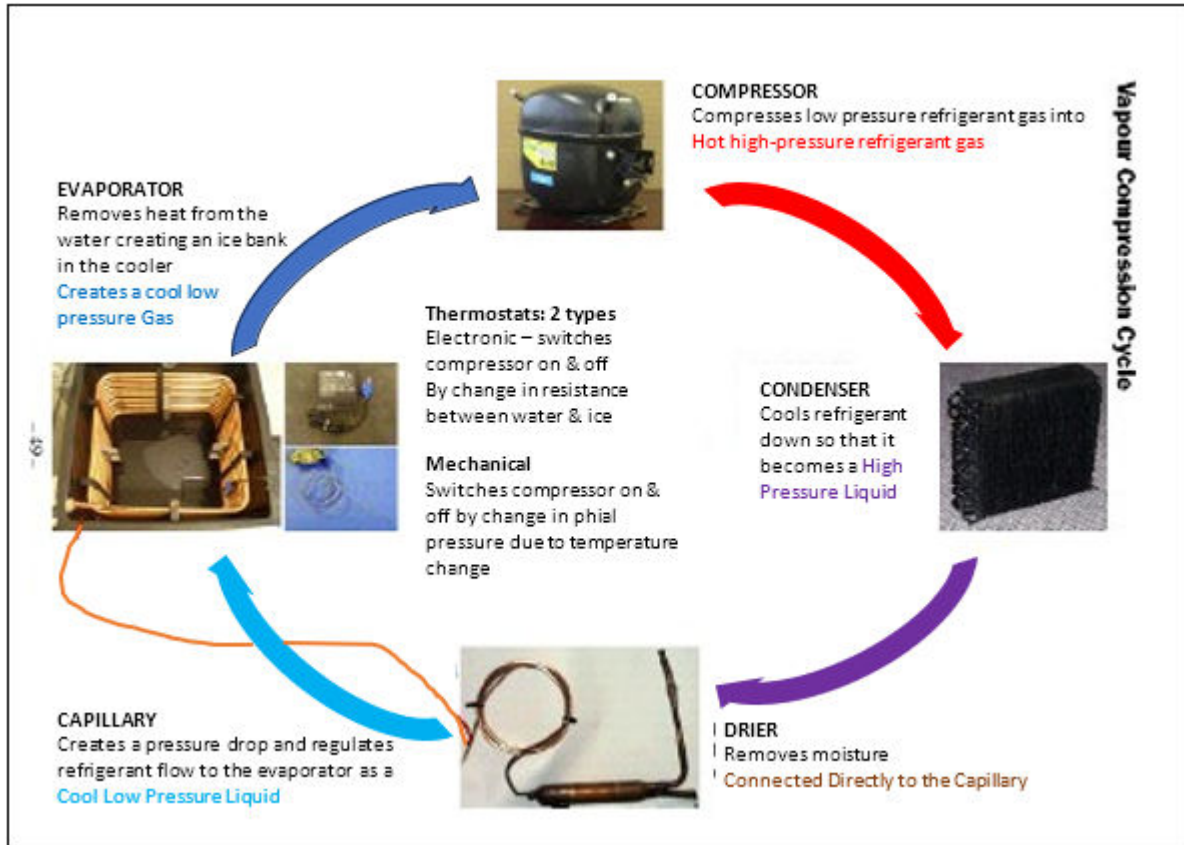 COMPRESSOR
Compresses low pressure refrigerant gas into
Hot high-pressure refrigerant gas
Vapour Compression Cycle
EVAPORATOR
Removes heat from the
water creating an ice bank
in the cooler
Creates a cool low
pressure Gas
Thermostats: 2 types
Electronic – switches
compressor on & off
By change in resistance
between water & ice
Mechanical
Switches compressor on &
off by change in phial
pressure due to temperature
change
CONDENSER
Cools refrigerant
down so that it
becomes a High
Pressure Liquid
-49-
CAPILLARY
Creates a pressure drop and regulates
refrigerant flow to the evaporator as a
Cool Low Pressure Liquid
DRIER
Removes moisture
Connected Directly to the Capillary